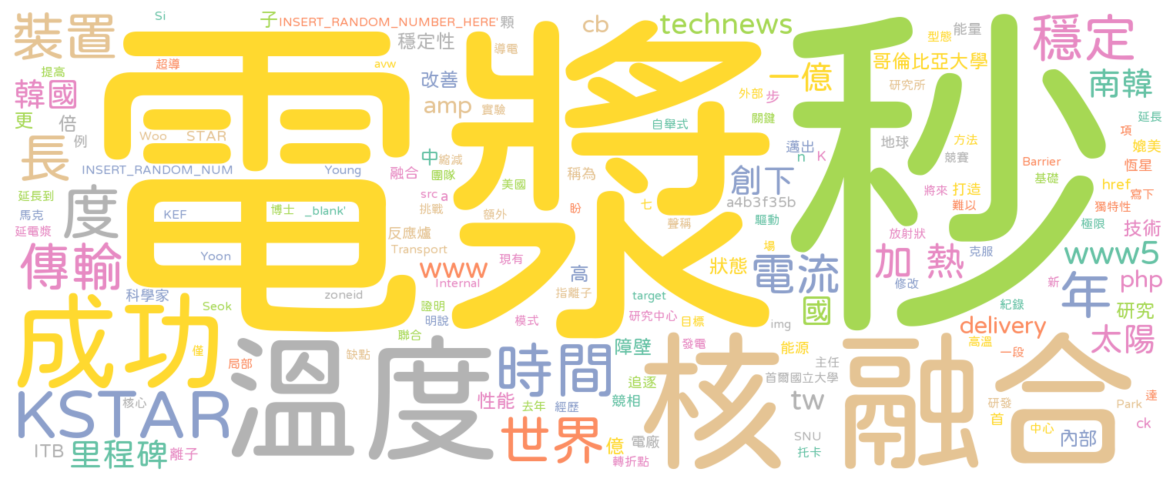 裝置
Si
子
INSERT_RANDOM_NUMBER_HERE'
顆
cb
technews
穩定
電漿
秒
穩定性
導電
能量
型態
提高
超導
avw
改善
一億
哥倫比亞大學
南韓
韓國
amp
實驗
外部
步
研究所
更
倍
例
Woo
STAR
自舉式
關鍵
延長
長
中
縮減
邁出
n
K
地球
方法
競賽
項
媲美
INSERT_RANDOM_NUM
Young
融合
團隊
稱為
創下
Barrier
恆星
基礎
將來
打造
href
延長到
度
src
a
美國
七
a4b3f35b
難以
獨特性
寫下
馬克
KEF
博士
_blank'
挑戰
額外
盼
聲稱
驅動
極限
延電漿
反應爐
放射狀
技術
傳輸
Yoon
Transport
現有
狀態
場
電流
加熱
克服
www5
www
Internal
高
修改
新
php
科學家
zoneid
指離子
target
國
年
紀錄
Seok
證明
明說
模式
研究中心
目標
img
delivery
研究
成功
聯合
發電
高溫
太陽
僅
局部
缺點
溫度
時間
障壁
能源
主任
一段
核融合
首爾國立大學
KSTAR
核心
性能
去年
經歷
追逐
競相
tw
研發
Park
達
首
ck
世界
億
電廠
SNU
中心
內部
ITB
里程碑
離子
轉折點
托卡